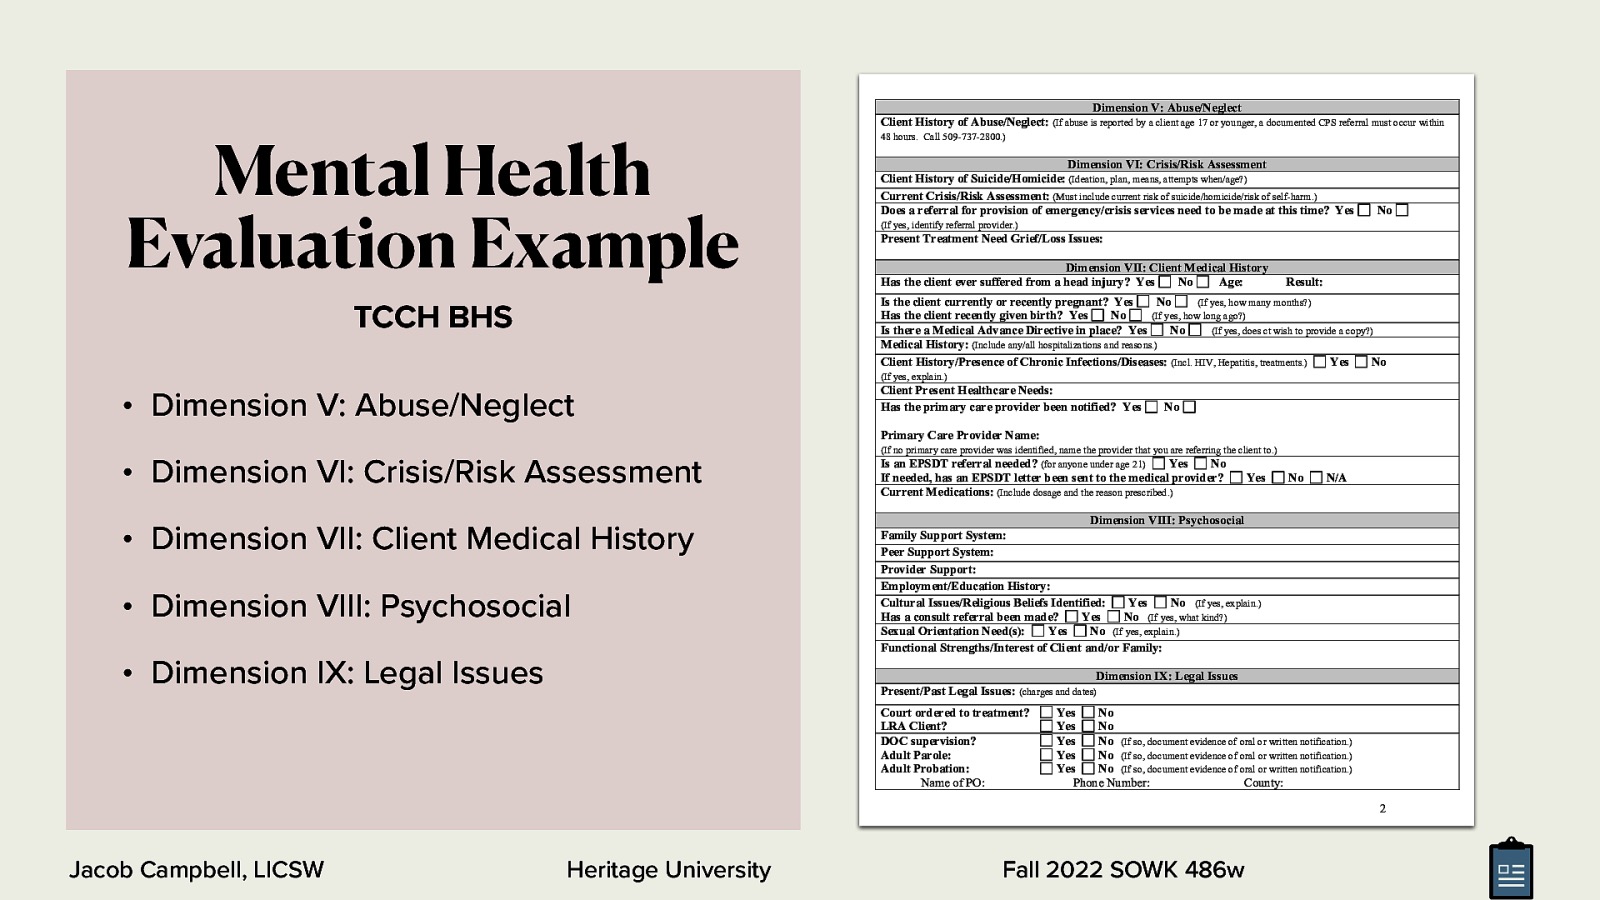 Mental Health
Evaluation Example
TCCH BHS
• Dimension V: Abuse/Neglect
• Dimension VI: Crisis/Risk Assessment
• Dimension VII: Client Medical History
• Dimension VIII: Psychosocial
• Dimension IX: Legal Issues
Dimension V: Abuse/Neglect
Client History of Abuse/Neglect: (If abuse is reported by a client age 17 or younger, a documented CPS referral must occur within
48 hours. Call 509-737-2800.)
Dimension VI: Crisis/Risk Assessment
Client History of Suicide/Homicide: (Ideation, plan, means, attempts when/age?)
Current Crisis/Risk Assessment: (Must include current risk of suicide/homicide/risk of self-harm.)
Does a referral for provision of emergency/crisis services need to be made at this time? Yes ☐ No ☐
(If yes, identify referral provider.)
Present Treatment Need Grief/Loss Issues:
Dimension VII: Client Medical History
Has the client ever suffered from a head injury? Yes ☐ No ☐ Age: Result:
Is the client currently or recently pregnant? Yes ☐ No ☐ (If yes, how many months?)
Has the client recently given birth? Yes ☐ No ☐ (If yes, how long ago?)
Is there a Medical Advance Directive in place? Yes ☐ No ☐ (If yes, does ct wish to provide a copy?)
Medical History: (Include any/all hospitalizations and reasons.)
Client History/Presence of Chronic Infections/Diseases: (Incl. HIV, Hepatitis, treatments.) ☐ Yes ☐ No
(If yes, explain.)
Client Present Healthcare Needs:
Has the primary care provider been notified? Yes ☐ No ☐
Primary Care Provider Name:
(If no primary care provider was identified, name the provider that you are referring the client to.)
Is an EPSDT referral needed? (for anyone under age 21) ☐ Yes ☐ No
If needed, has an EPSDT letter been sent to the medical provider? ☐ Yes ☐ No ☐ N/A
Current Medications: (Include dosage and the reason prescribed.)
Dimension VIII: Psychosocial
Family Support System:
Peer Support System:
Provider Support:
Employment/Education History:
Cultural Issues/Religious Beliefs Identified: ☐ Yes ☐ No (If yes, explain.)
Has a consult referral been made? ☐ Yes ☐ No (If yes, what kind?)
Sexual Orientation Need(s): ☐ Yes ☐ No (If yes, explain.)
Functional Strengths/Interest of Client and/or Family:
Dimension IX: Legal Issues
Present/Past Legal Issues: (charges and dates)
Court ordered to treatment? ☐ Yes ☐ No
LRA Client? ☐ Yes ☐ No
DOC supervision? ☐ Yes ☐ No (If so, document evidence of oral or written notification.)
Adult Parole: ☐ Yes ☐ No (If so, document evidence of oral or written notification.)
Adult Probation: ☐ Yes ☐ No (If so, document evidence of oral or written notification.)
Name of PO: Phone Number: County:
2
Jacob Campbell, LICSW Heritage University Fall 2022 SOWK 486w